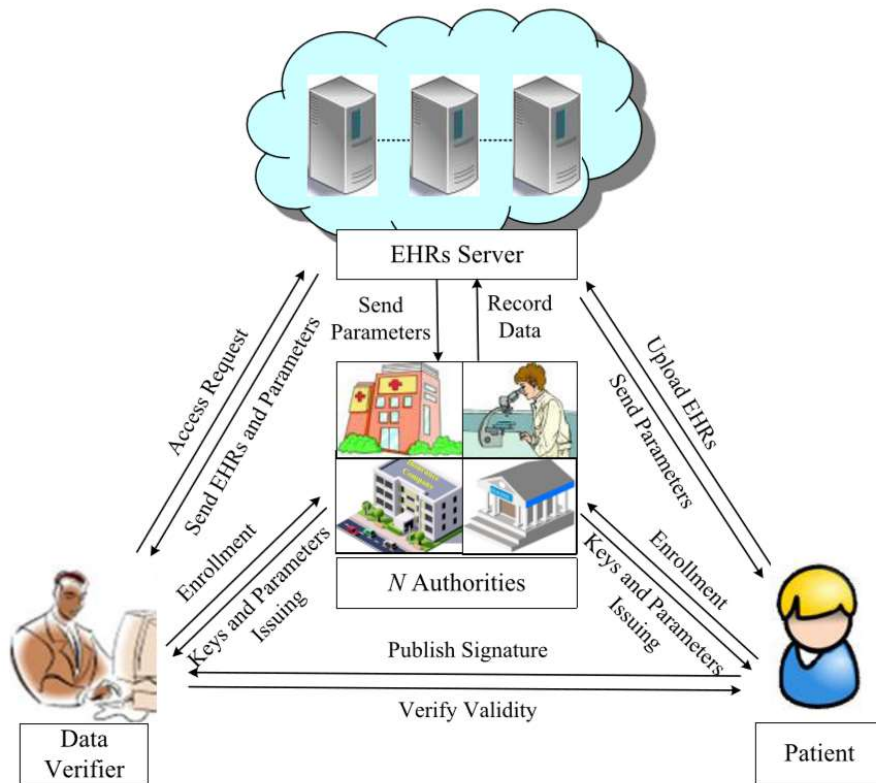 EHRs Server
Send
Parameters
Record
Data
Access Request
Send EHRs and Parameters
Upload EHRs
Send Parameters
Enrollment
Keys and Parameters
Issuing
Enrollment
Keys and Parameters
Issuing
N Authorities
Publish Signature
Verify Validity
Data
Verifier
Patient